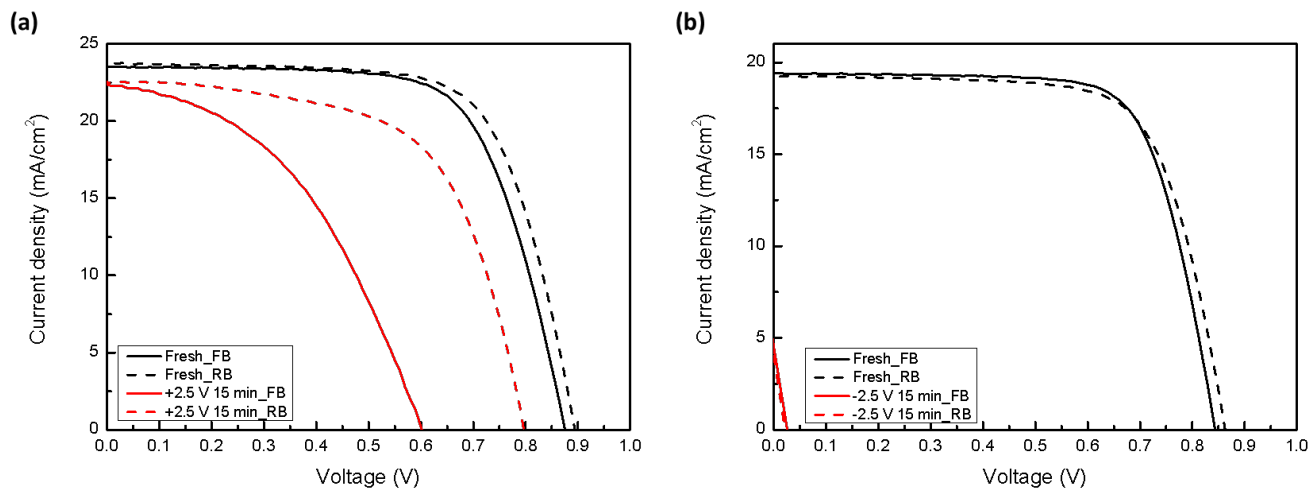 (a)
25
20
15
10
5
0
Current density (mA/cm²)
Fresh_FB
Fresh_RB
+2.5 V 15 min_FB
+2.5 V 15 min_RB
0.0 0.1 0.2 0.3 0.4 0.5 0.6 0.7 0.8 0.9 1.0
Voltage (V)
(b)
20
15
10
5
0
Current density (mA/cm²)
Fresh_FB
Fresh_RB
-2.5 V 15 min_FB
-2.5 V 15 min_RB
0.0 0.1 0.2 0.3 0.4 0.5 0.6 0.7 0.8 0.9 1.0
Voltage (V)